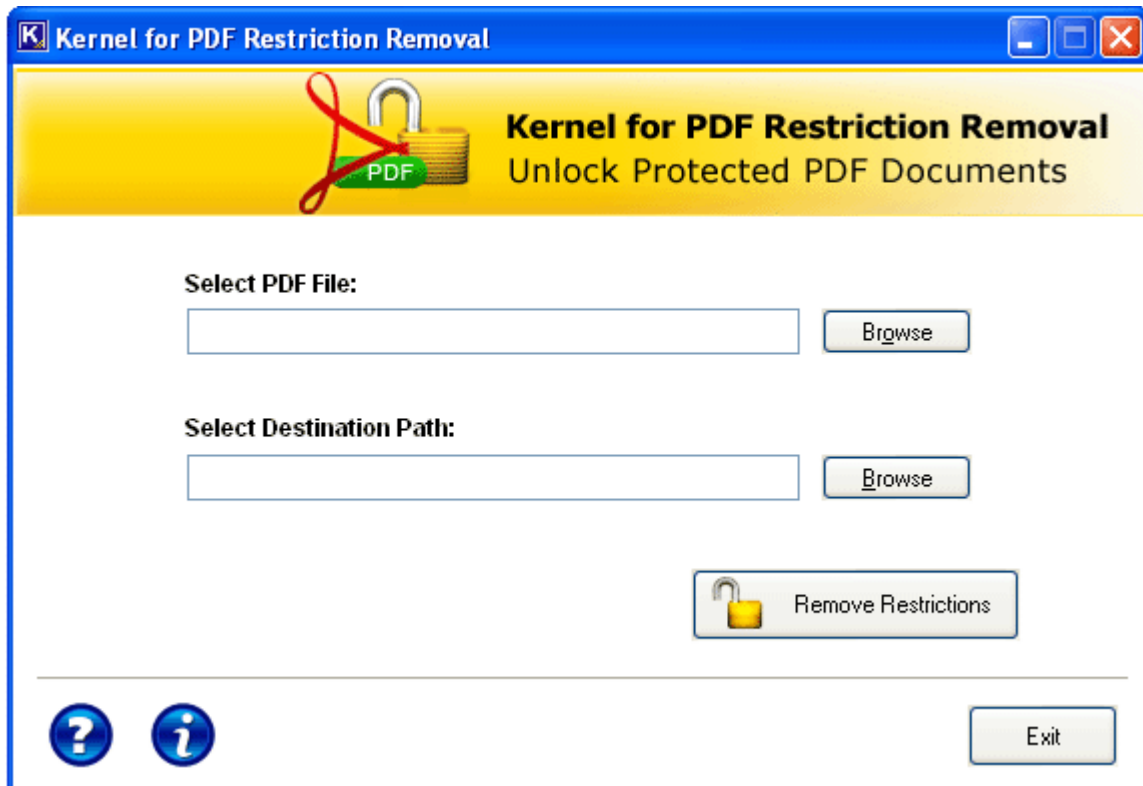 Kernel for PDF Restriction Removal
Kernel for PDF Restriction Removal
Unlock Protected PDF Documents
PDF
Select PDF File:
Browse
Select Destination Path:
Browse
Remove Restrictions
Exit